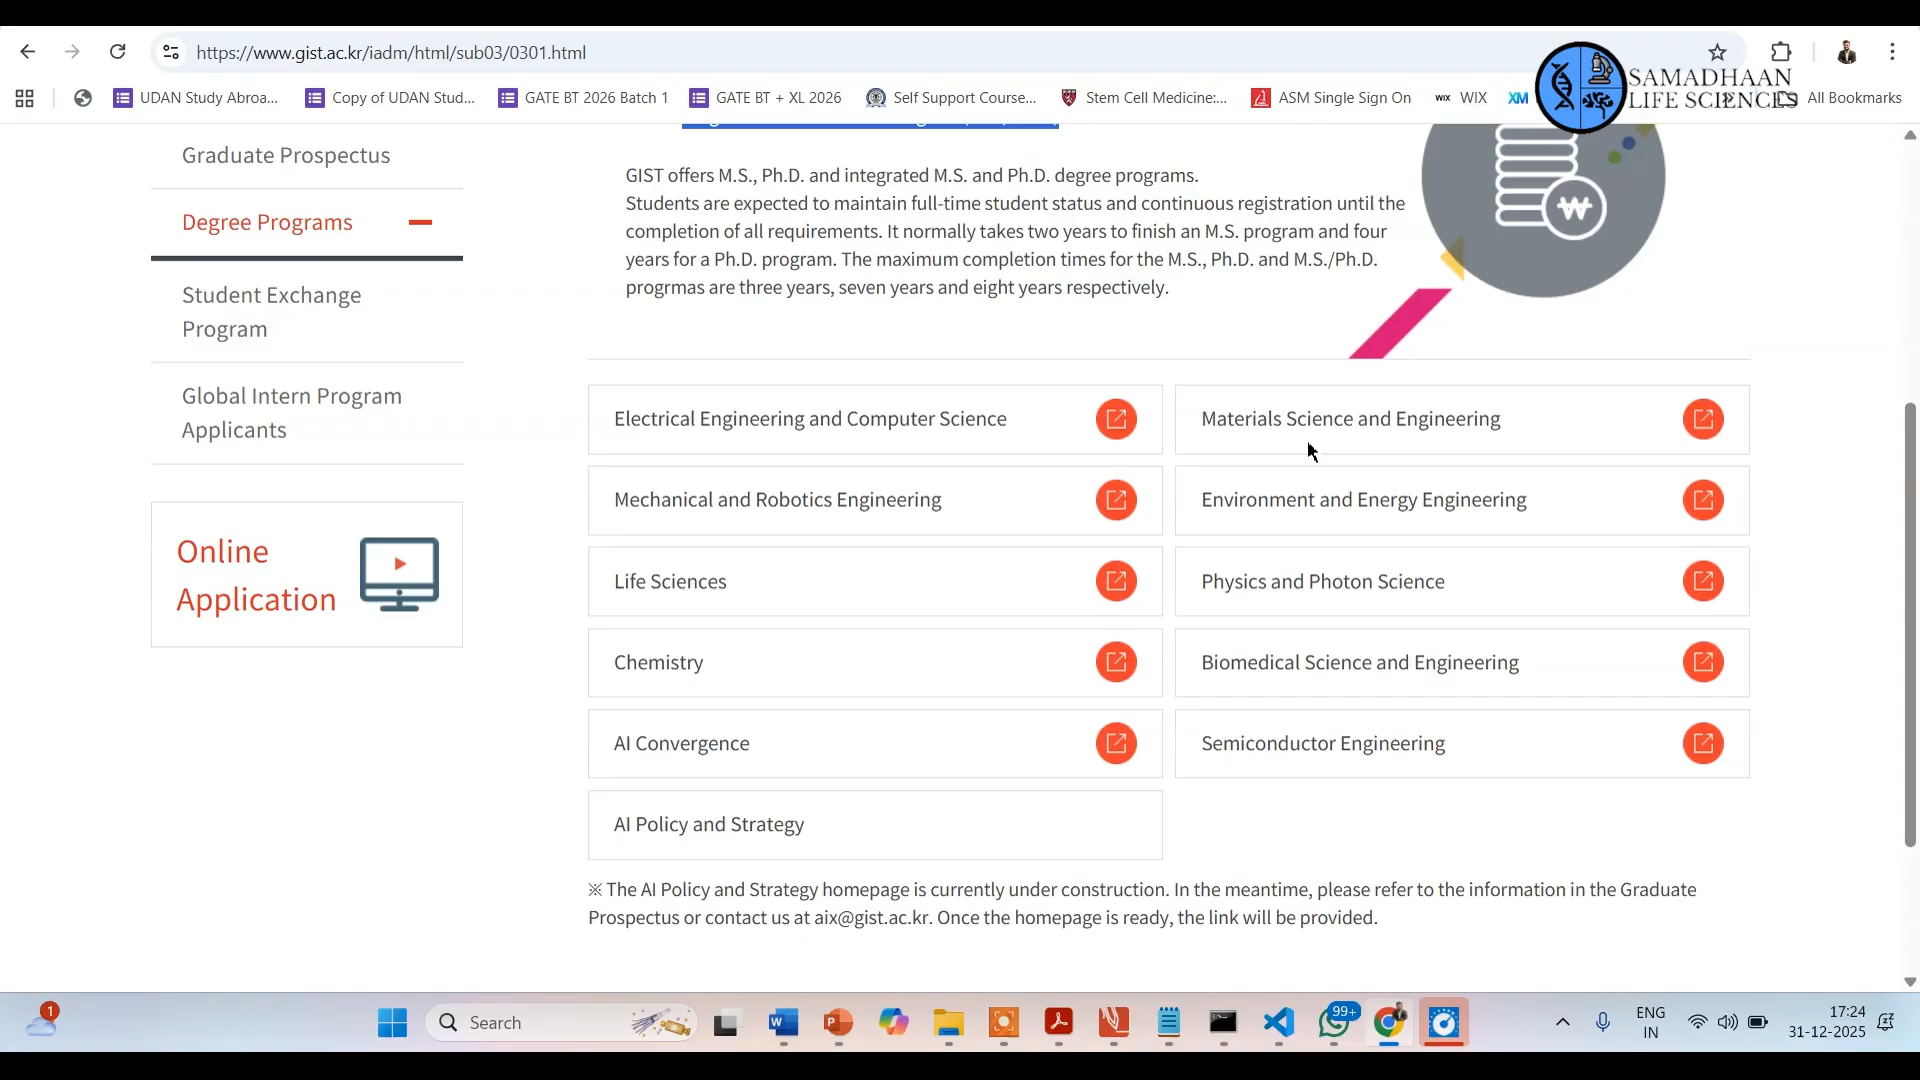 https://www.gist.ac.kr/iadm/html/sub03/0301.html
UDAN Study Abroa...
Copy of UDAN Stud...
GATE BT 2026 Batch 1
GATE BT + XL 2026
Self Support Course...
Stem Cell Medicine:...
ASM Single Sign On
WIX WIX
XM
All Bookmarks
SAMADHAAN
LIFE SCIENCES
Graduate Prospectus
Degree Programs
Student Exchange
Program
Global Intern Program
Applicants
Online
Application
GIST offers M.S., Ph.D. and integrated M.S. and Ph.D. degree programs.
Students are expected to maintain full-time student status and continuous registration until the
completion of all requirements. It normally takes two years to finish an M.S. program and four
years for a Ph.D. program. The maximum completion times for the M.S., Ph.D. and M.S./Ph.D.
progrmas are three years, seven years and eight years respectively.
Electrical Engineering and Computer Science
Materials Science and Engineering
Mechanical and Robotics Engineering
Environment and Energy Engineering
Life Sciences
Physics and Photon Science
Chemistry
Biomedical Science and Engineering
AI Convergence
Semiconductor Engineering
AI Policy and Strategy
※ The AI Policy and Strategy homepage is currently under construction. In the meantime, please refer to the information in the Graduate
Prospectus or contact us at aix@gist.ac.kr. Once the homepage is ready, the link will be provided.
1
Search
99+
ENG
IN
17:24
31-12-2025